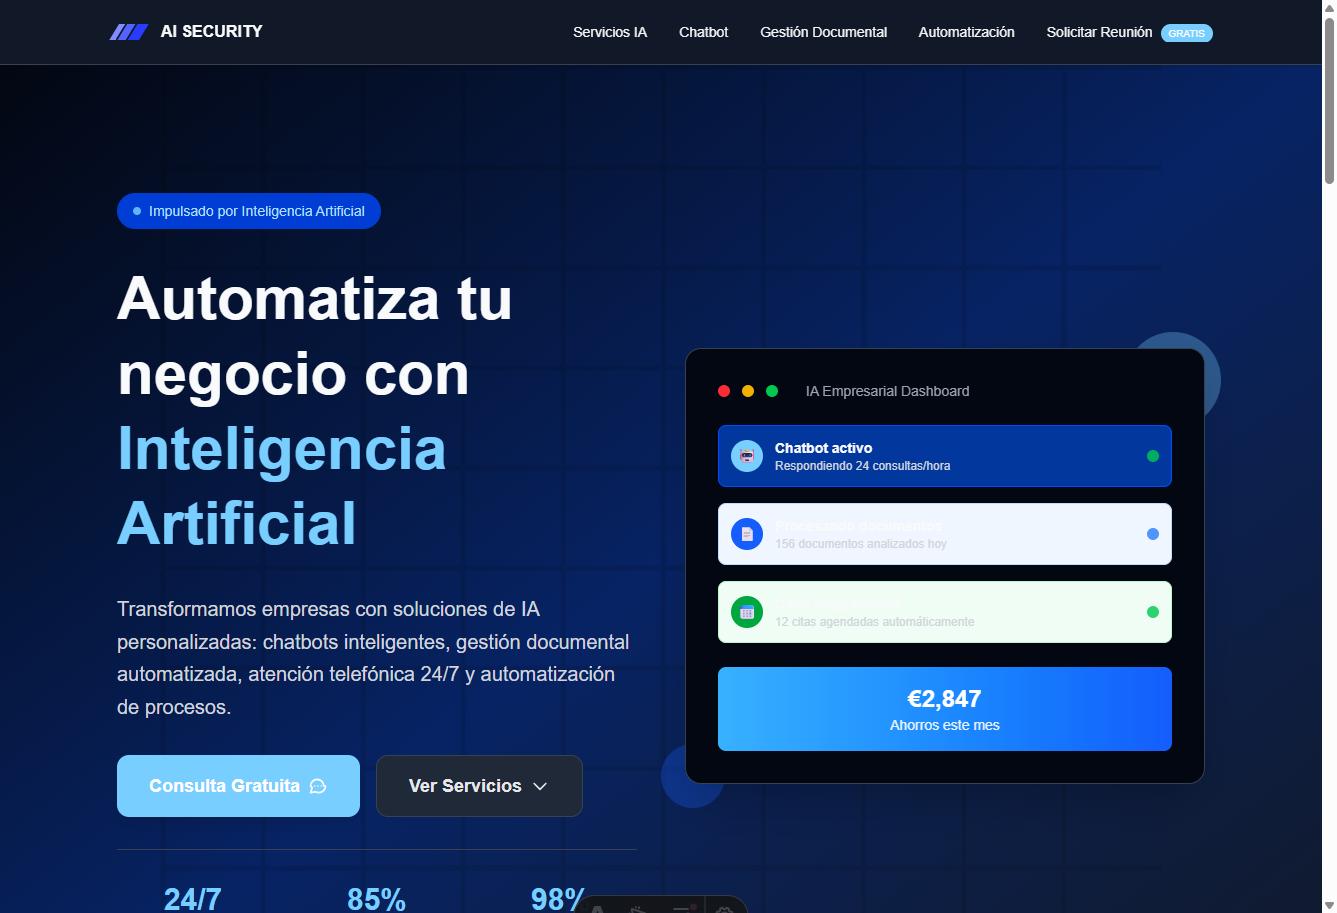 AI SECURITY
Servicios IA
Chatbot
Gestión Documental
Automatización
Solicitar Reunión GRATIS
Impulsado por Inteligencia Artificial
Automatiza tu
negocio con
Inteligencia
Artificial
Transformamos empresas con soluciones de IA
personalizadas: chatbots inteligentes, gestión documental
automatizada, atención telefónica 24/7 y automatización
de procesos.
Consulta Gratuita
Ver Servicios
24/7
85%
98%
IA Empresarial Dashboard
Chatbot activo
Respondiendo 24 consultas/hora
Procesando documentos
156 documentos analizados hoy
12 citas agendadas automáticamente
€2,847
Ahorros este mes